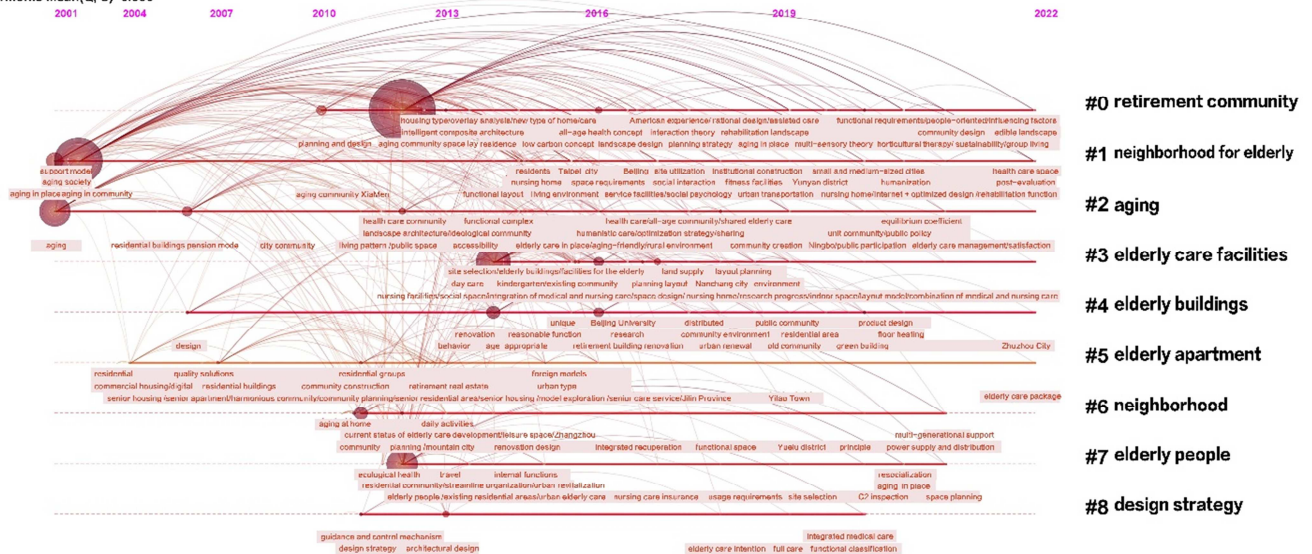 2001 2004 2007 2010 2013 2016 2019 2022
#0 retirement community
housing type/overlay analysis/new type of home/care American experience/ rational design/assisted care functional requirements/people-oriented/influencing factors
intelligent composite architecture all-age health concept interaction theory rehabilitation landscape community design edible landscape
planning and design aging community space lay residence low carbon concept landscape design planning strategy aging in place multi-sensory theory horticultural therapy/ sustainability/group living
#1 neighborhood for elderly
support model residents Taibei city Beijing site utilization institutional construction small and medium-sized cities health care space
aging society nursing home space requirements social interaction fitness facilities Yunyan district humanization post-evaluation
aging in place aging in community aging community XiaMen functional layout living environment service facilities/social psychology urban transportation nursing home/internet + optimized design /rehabilitation function
#2 aging
health care community functional complex health care/all-age community/shared elderly care equilibrium coefficient
landscape architecture/ideological community humanistic care/optimization strategy/sharing unit community/public policy
aging residential buildings pension mode city community living pattern /public space accessibility elderly care in place/aging-friendly/rural environment community creation Ningbo/public participation elderly care management/satisfaction
#3 elderly care facilities
site selection/elderly buildings/facilities for the elderly land supply layout planning
day care kindergarten/existing community planning layout Nanchang city environment
nursing facilities/social space/integration of medical and nursing care/space design/ nursing home/research progress/indoor space/layout model/combination of medical and nursing care
#4 elderly buildings
unique Beijing University distributed public community product design
renovation reasonable function research community environment residential area floor heating
design behavior age appropriate retirement building renovation urban renewal old community green building Zhuzhou City
#5 elderly apartment
residential quality solutions residential groups foreign models
commercial housing/digital residential buildings community construction retirement real estate urban type
senior housing /senior apartment/harmonious community/community planning/senior residential area/senior housing /model exploration /senior care service/Jilin Province Yilao Town elderly care package
#6 neighborhood
aging at home daily activities
current status of elderly care development/leisure space/Zhangzhou multi-generational support
community planning /mountain city renovation design integrated recuperation functional space Yuelu district principle power supply and distribution
#7 elderly people
ecological health travel internal functions resocialization
residential community/streamline organization/urban revitalization aging in place
elderly people/existing residential areas/urban elderly care nursing care insurance usage requirements site selection C2 inspection space planning
#8 design strategy
guidance and control mechanism integrated medical care
design strategy architectural design elderly care intention full care functional classification